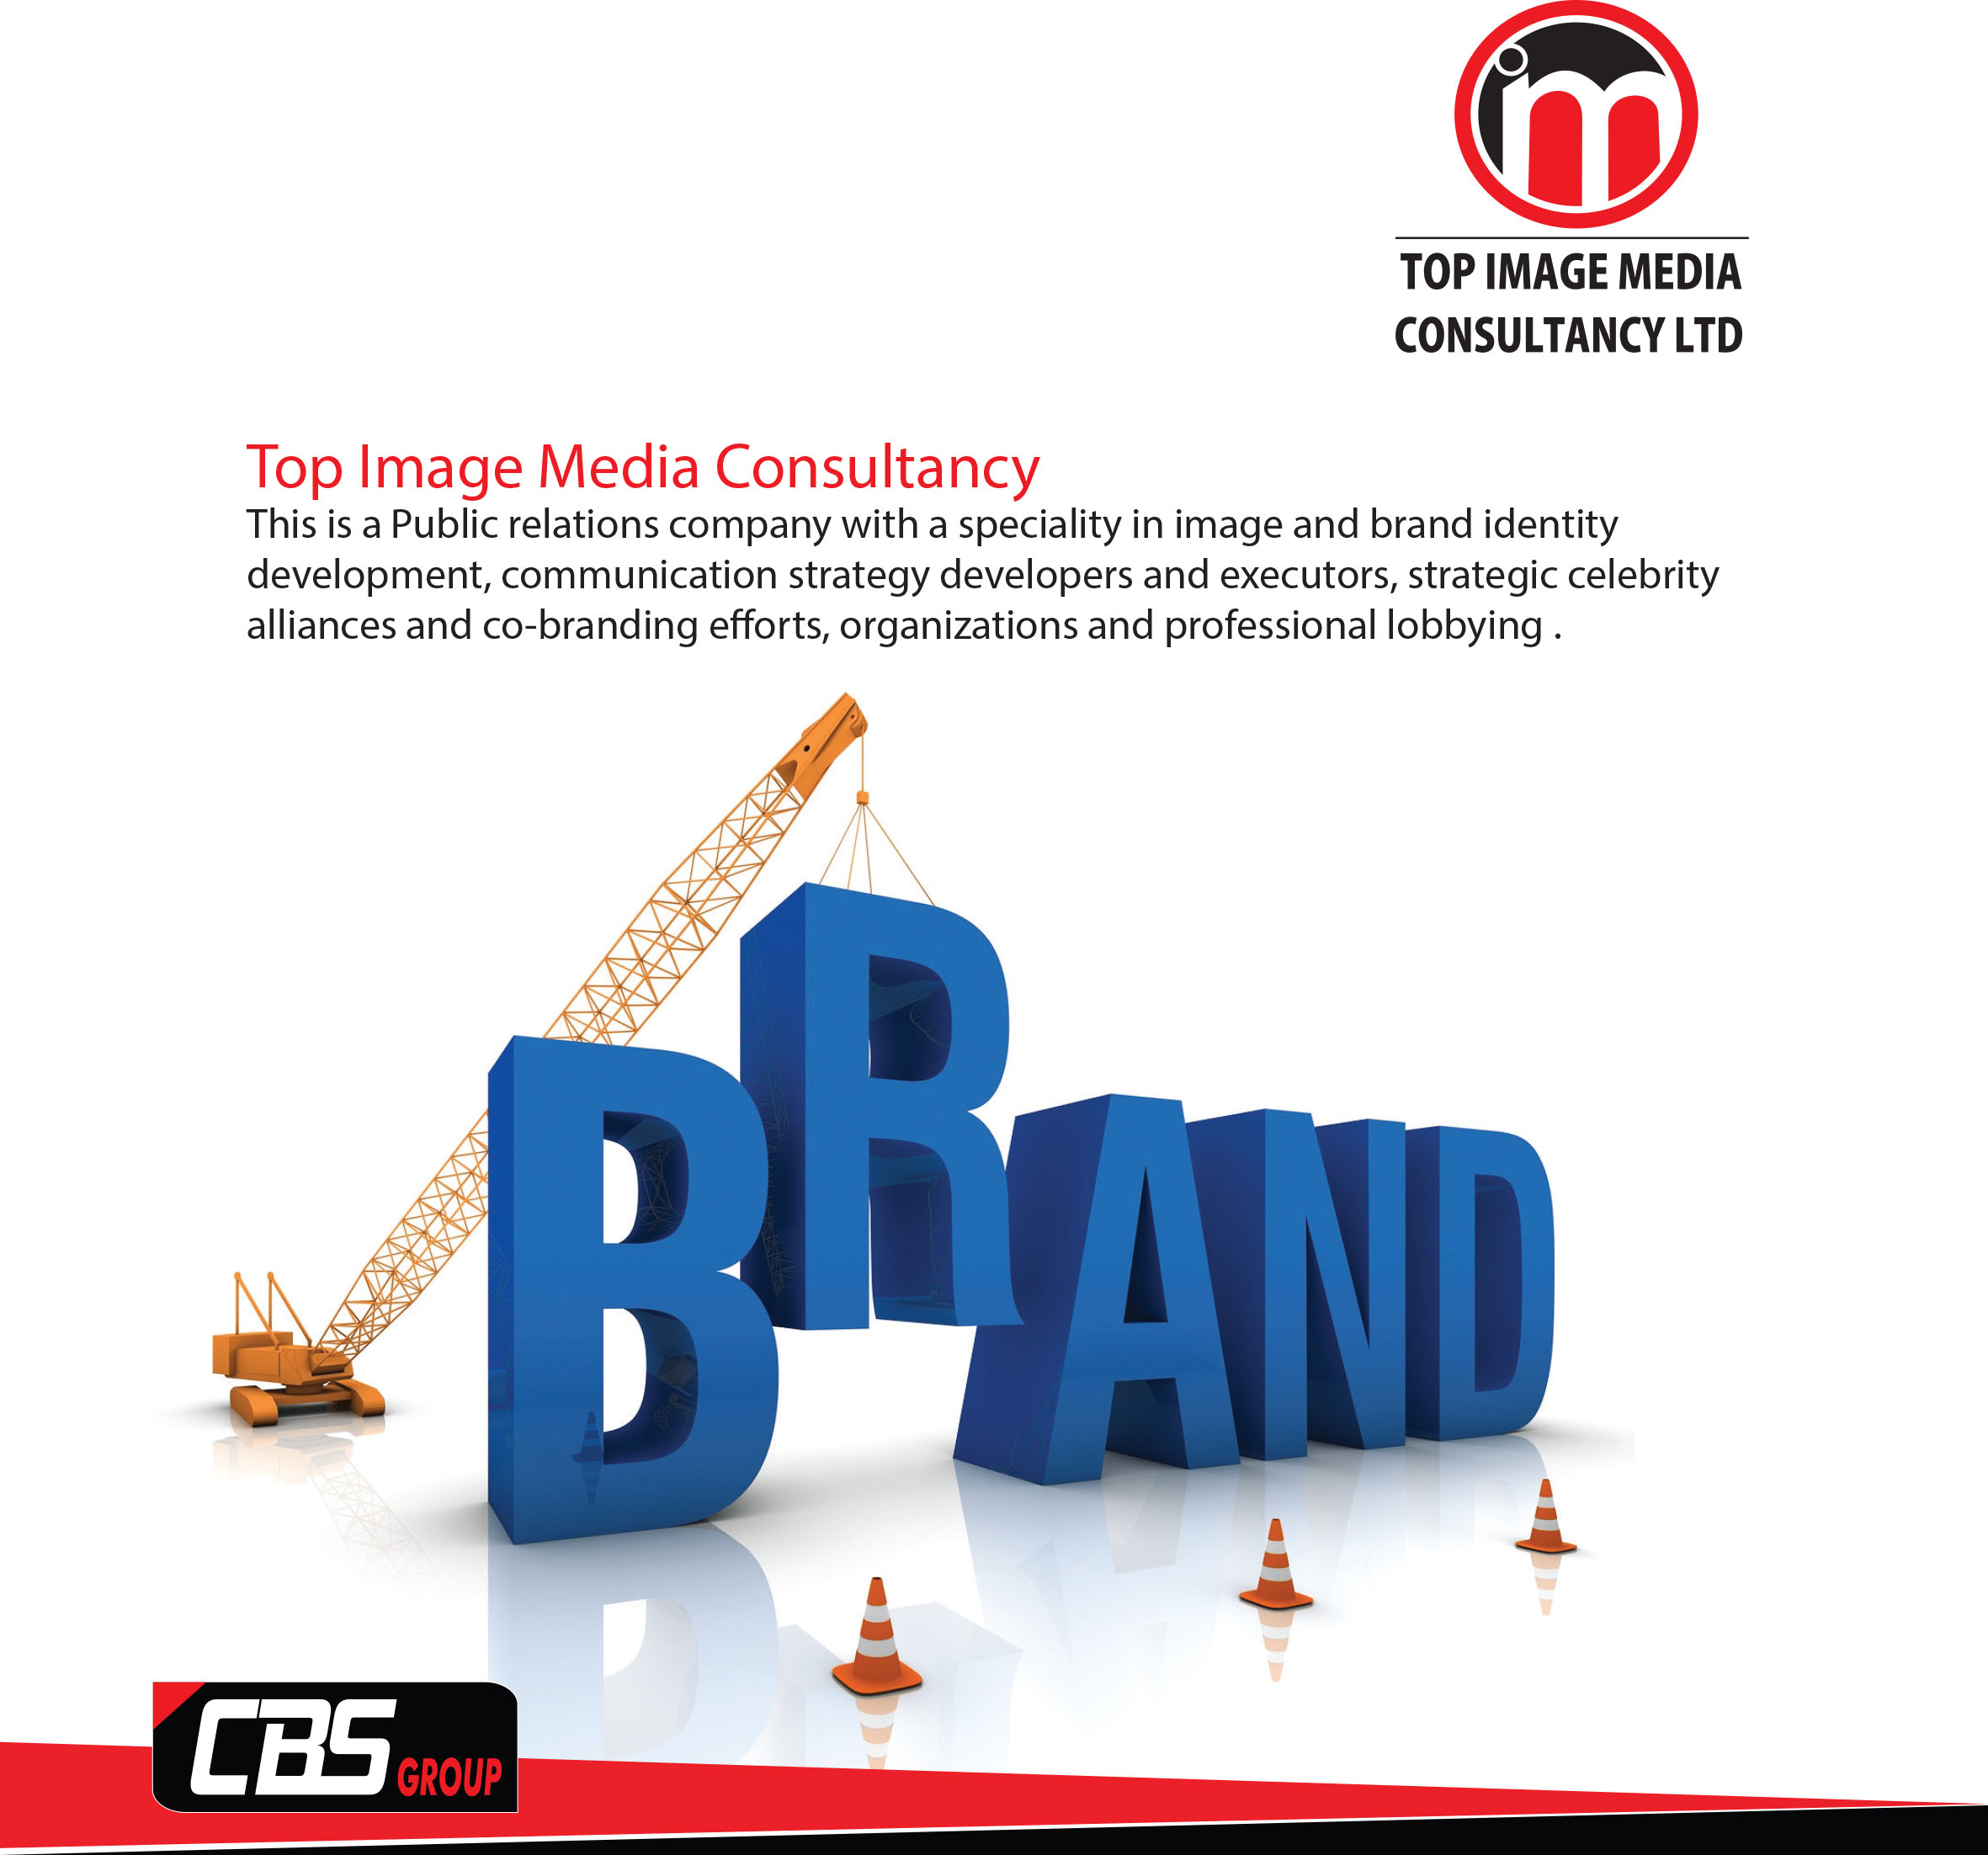 im
TOP IMAGE MEDIA
CONSULTANCY LTD
Top Image Media Consultancy
This is a Public relations company with a speciality in image and brand identity
development, communication strategy developers and executors, strategic celebrity
alliances and co-branding efforts, organizations and professional lobbying .
BRAND
CBS GROUP